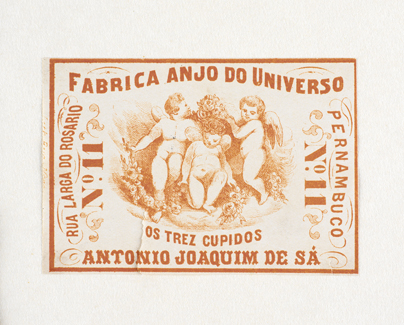 FABRICA ANJO DO UNIVERSO
RUA LARGA DO ROSARIO
Nº 11
PERNAMBUCO
Nº 11
OS TREZ CUPIDOS
ANTONIO JOAQUIM DE SÁ